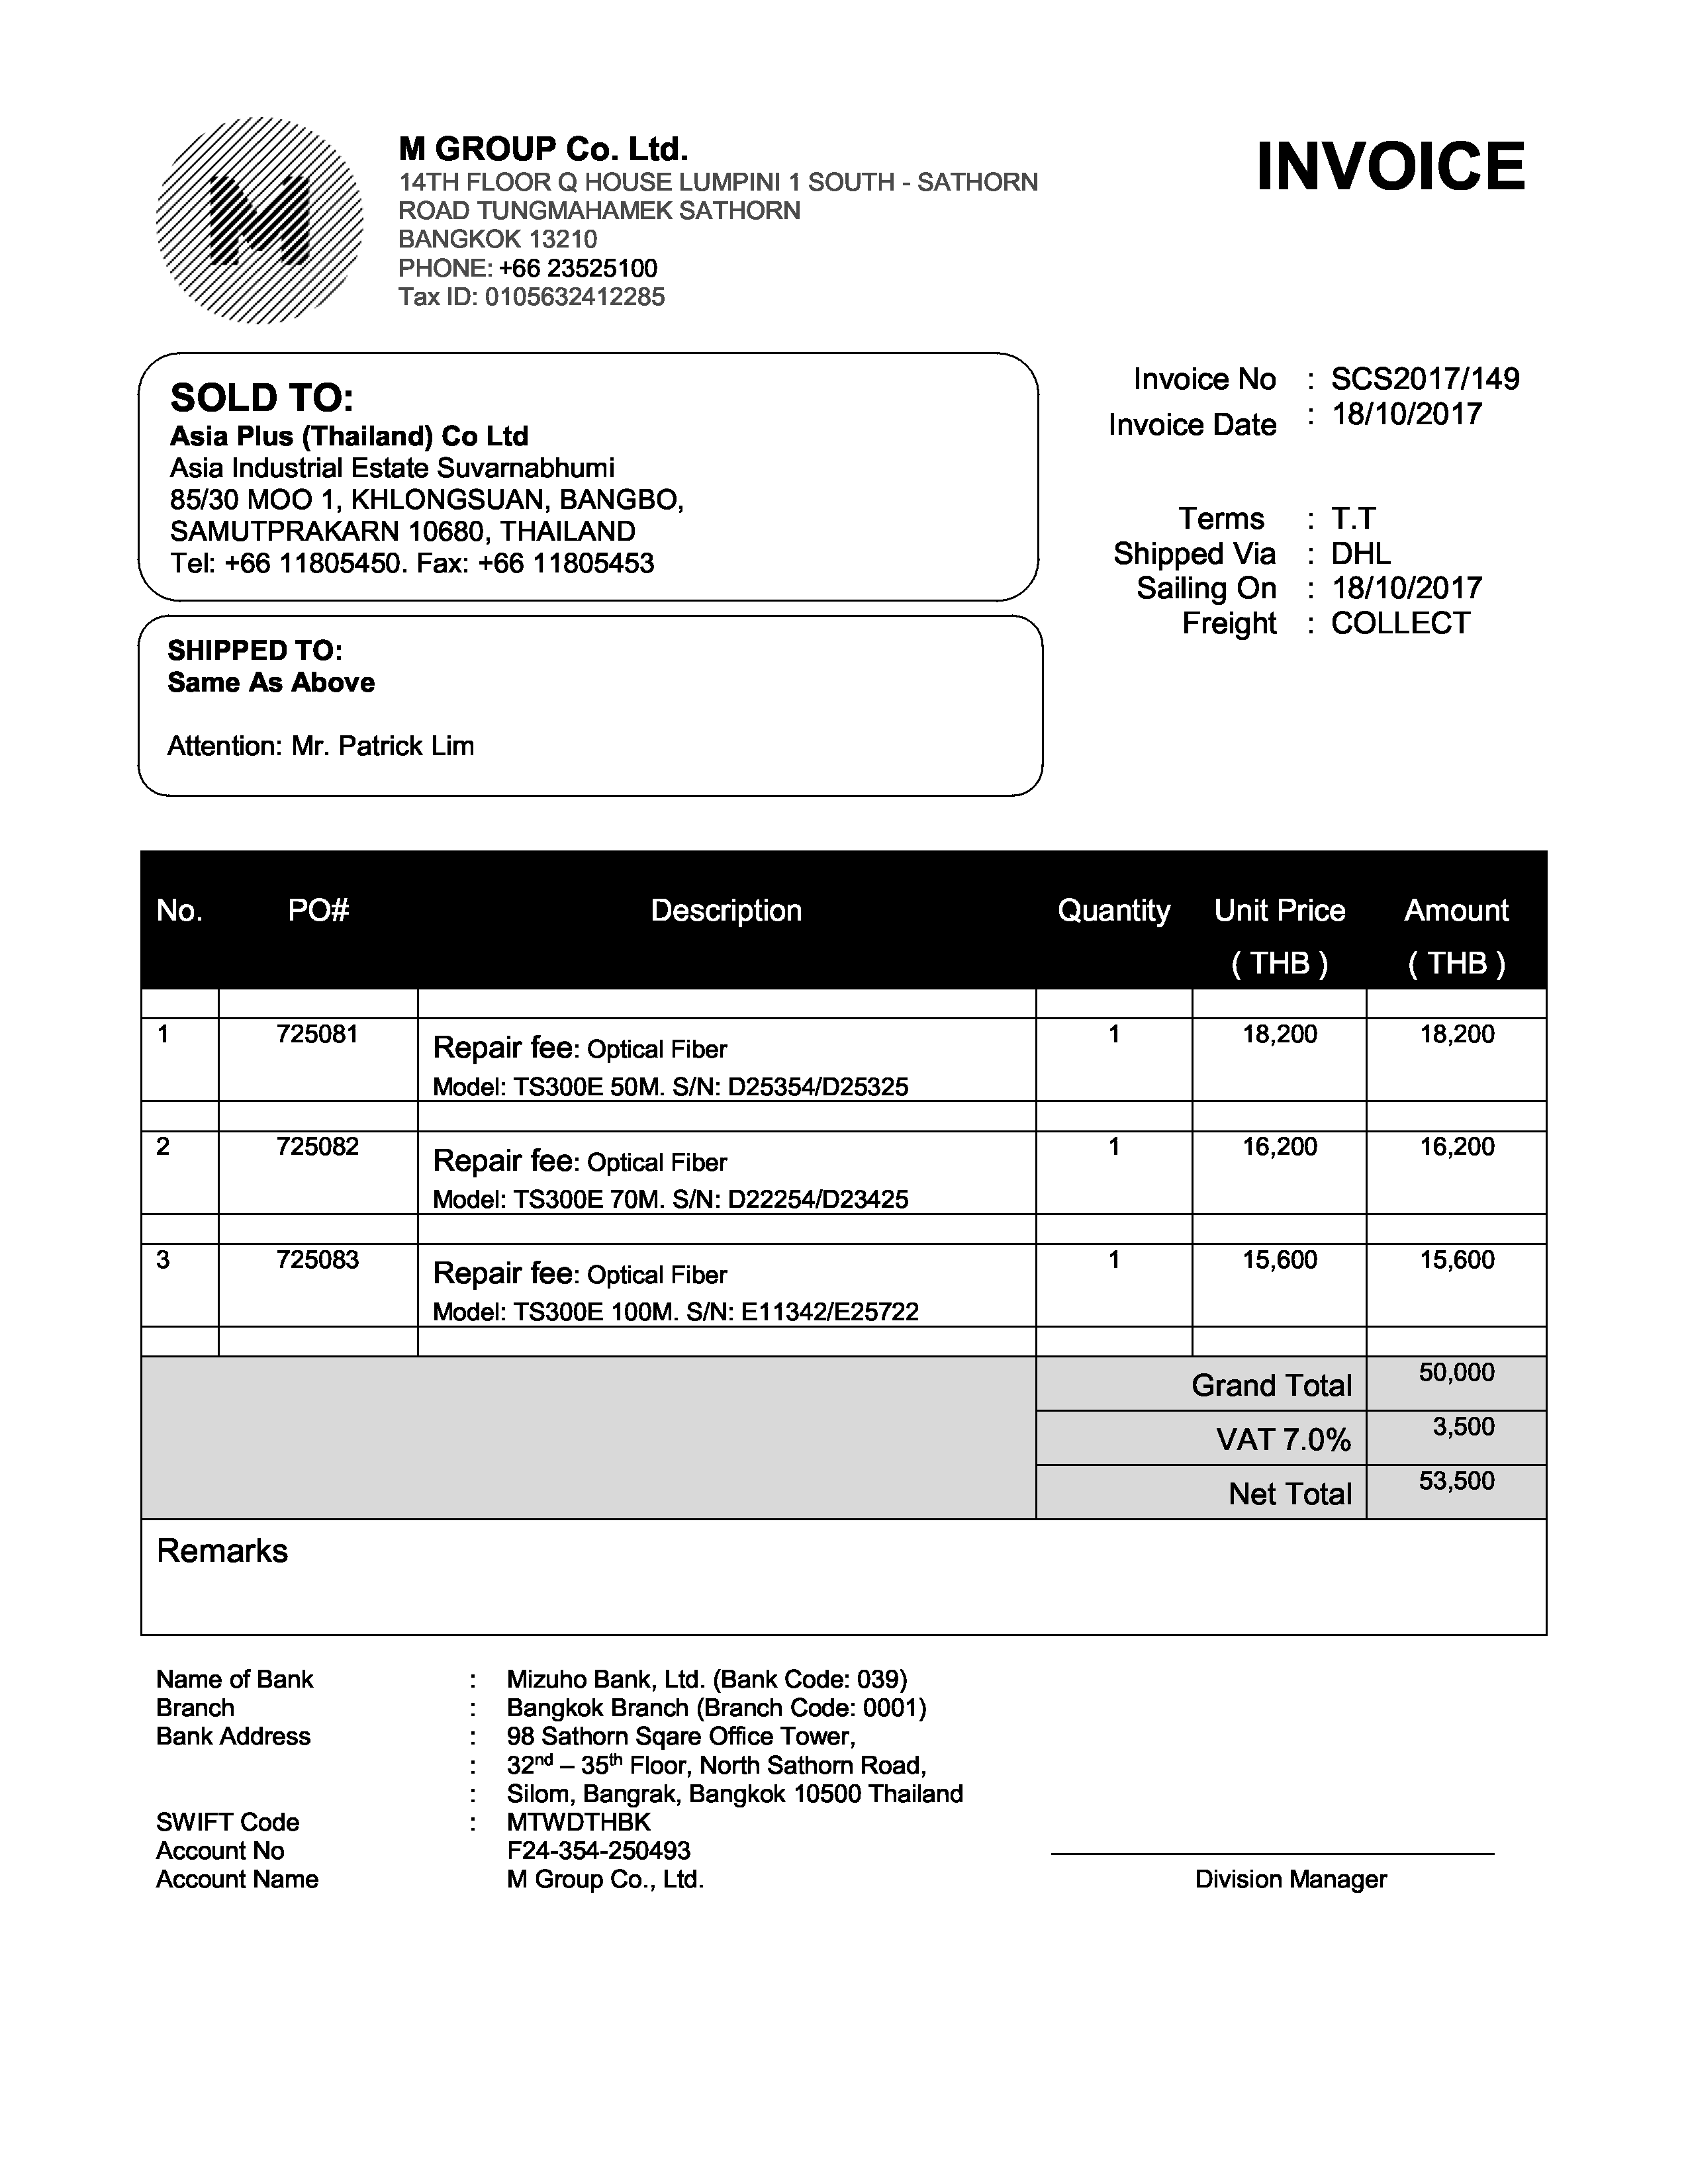 M
M GROUP Co. Ltd.
14TH FLOOR Q HOUSE LUMPINI 1 SOUTH - SATHORN
ROAD TUNGMAHAMEK SATHORN
BANGKOK 13210
PHONE: +66 23525100
Tax ID: 0105632412285
INVOICE
SOLD TO:
Asia Plus (Thailand) Co Ltd
Asia Industrial Estate Suvarnabhumi
85/30 MOO 1, KHLONGSUAN, BANGBO,
SAMUTPRAKARN 10680, THAILAND
Tel: +66 11805450. Fax: +66 11805453
Invoice No : SCS2017/149
Invoice Date : 18/10/2017
Terms : T.T
Shipped Via : DHL
Sailing On : 18/10/2017
Freight : COLLECT
SHIPPED TO:
Same As Above
Attention: Mr. Patrick Lim
No. PO# Description Quantity Unit Price Amount
( THB ) ( THB )
1 725081 Repair fee: Optical Fiber 1 18,200 18,200
Model: TS300E 50M. S/N: D25354/D25325
2 725082 Repair fee: Optical Fiber 1 16,200 16,200
Model: TS300E 70M. S/N: D22254/D23425
3 725083 Repair fee: Optical Fiber 1 15,600 15,600
Model: TS300E 100M. S/N: E11342/E25722
Grand Total 50,000
VAT 7.0% 3,500
Net Total 53,500
Remarks
Name of Bank : Mizuho Bank, Ltd. (Bank Code: 039)
Branch : Bangkok Branch (Branch Code: 0001)
Bank Address : 98 Sathorn Sqare Office Tower,
: 32nd – 35th Floor, North Sathorn Road,
: Silom, Bangrak, Bangkok 10500 Thailand
SWIFT Code : MTWDTHBK
Account No F24-354-250493
Account Name M Group Co., Ltd.
Division Manager